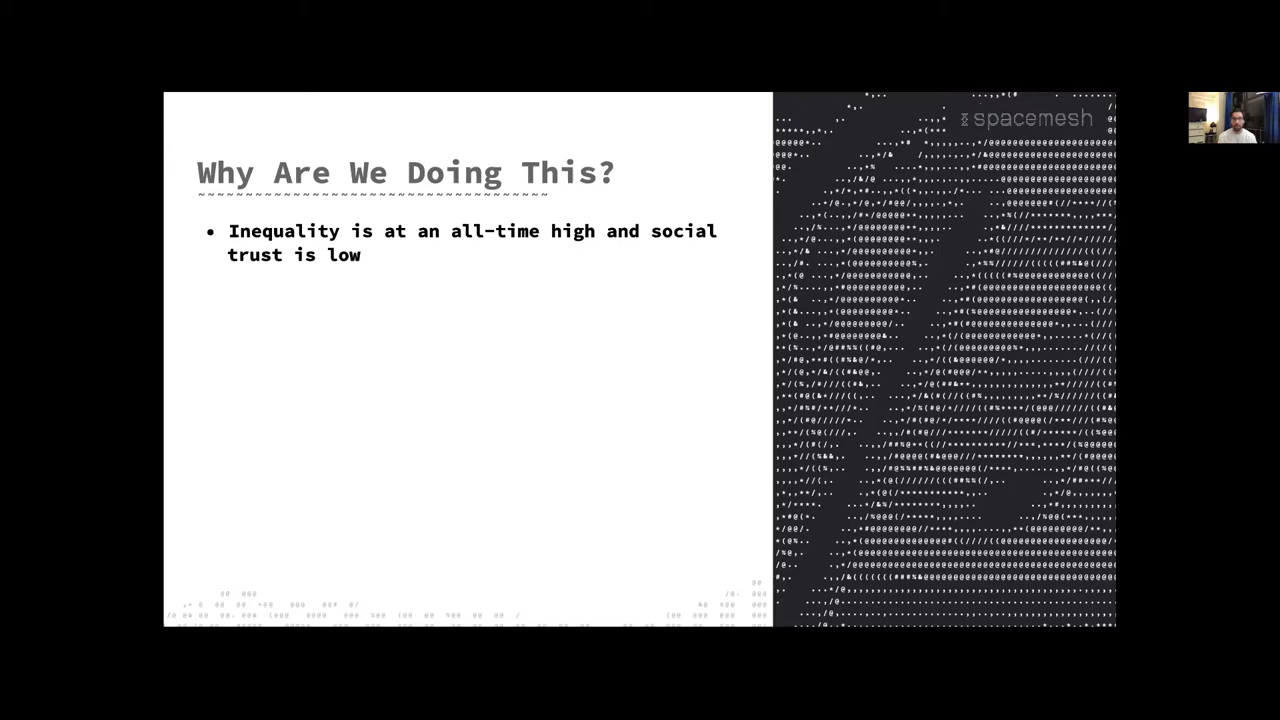 spacemesh
Why Are We Doing This?
• Inequality is at an all-time high and social
trust is low